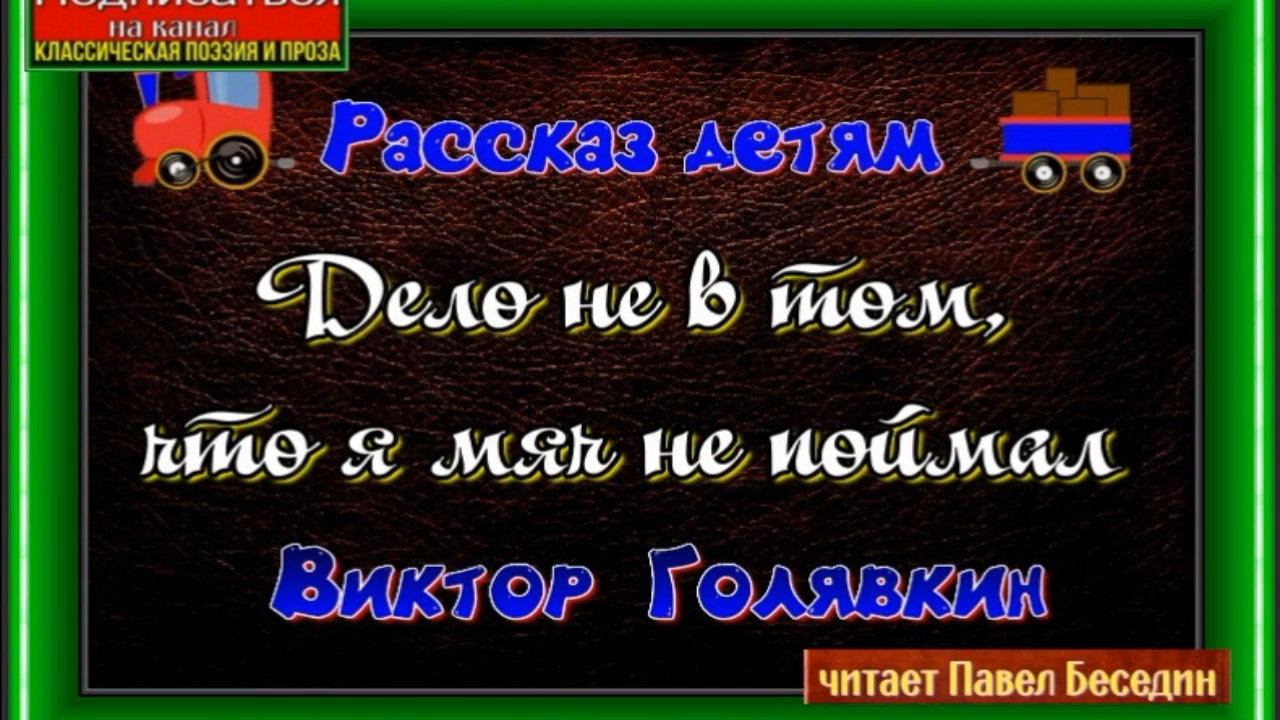 Подписаться
на канал
КЛАССИЧЕСКАЯ ПОЭЗИЯ И ПРОЗА
Рассказ детям
Дело не в том,
что я мяч не поймал
Виктор Голявкин
читает Павел Беседин